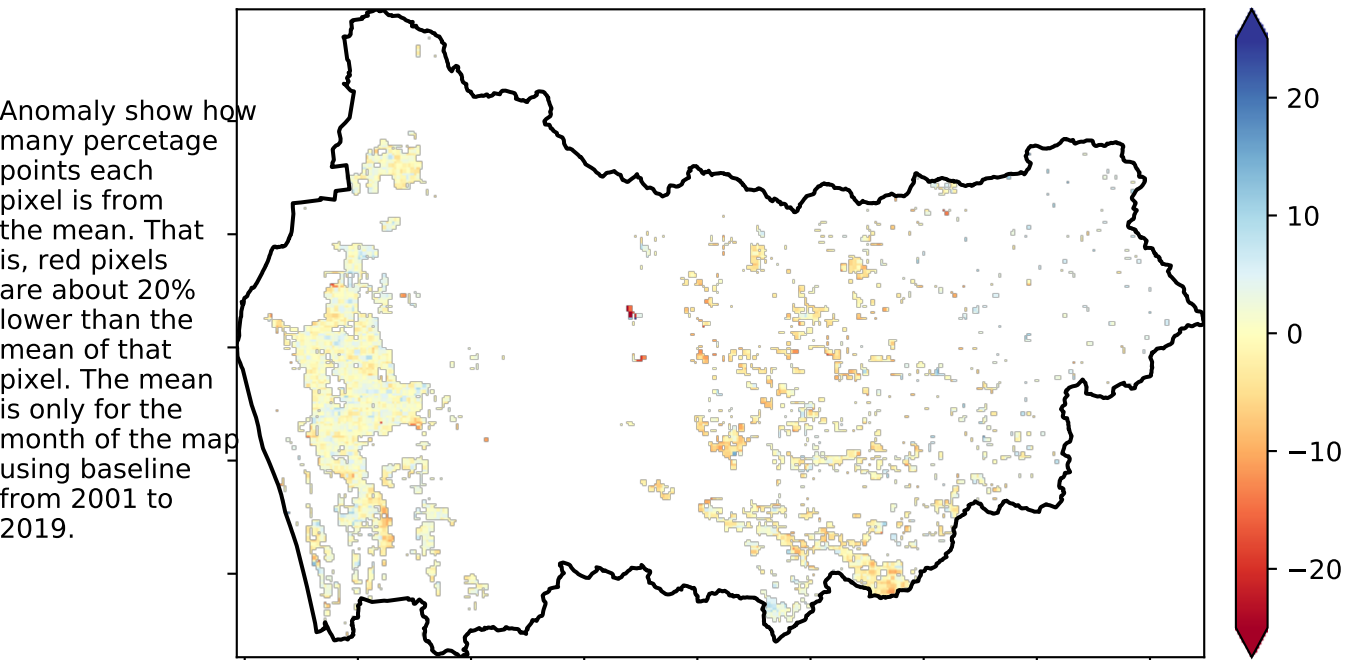 Anomaly show how
many percetage
points each
pixel is from
the mean. That
is, red pixels
are about 20%
lower than the
mean of that
pixel. The mean
is only for the
month of the map
using baseline
from 2001 to
2019.
20
10
0
−10
−20